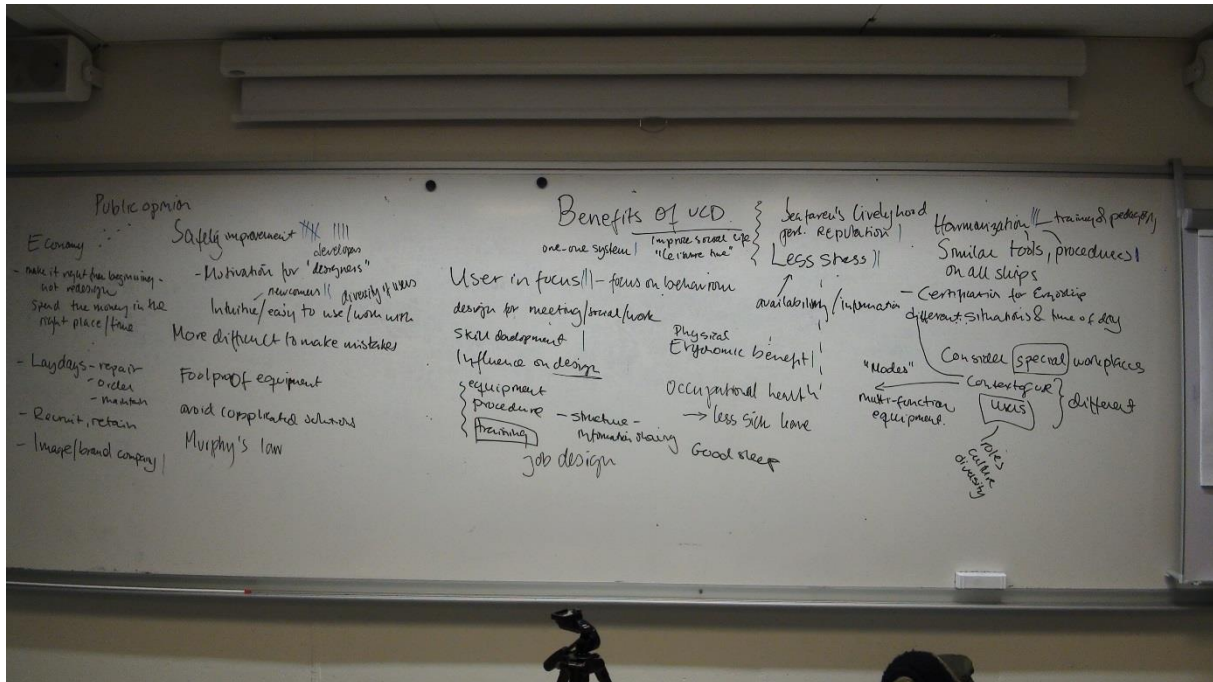 Public opinion
Economy
- make it right from beginning -
not redesign
spend the money in the
right place/time
- Laydays - repair
- order
- maintain
- Recruit, retain
- Image/brand company
Safety improvement
developers
- Motivation for "designers"
newcomers
diversity of users
Intuitive/easy to use/work with
More difficult to make mistakes
Foolproof equipment
avoid complicated solutions
Murphy's law
Benefits of UCD
one-one system
improve social life
"Leisure time"
User in focus - focus on behaviour
design for meeting/social/work
Skill development
Influence on design
equipment
procedure
training
- structure -
information sharing
job design
Seafarer's Livelyhood
Reputation
Less stress
availability/information
Physical
Ergonomic benefit
Occupational health
→ less sick leave
Good sleep
Harmonization
training & pedagogy
Similar tools, procedures
on all ships
- Certification for Ergoship
different situations & time of day
Consider special workplaces
"Modes"
Context of use
multi-function
equipment.
users
different
roles
culture
diversity